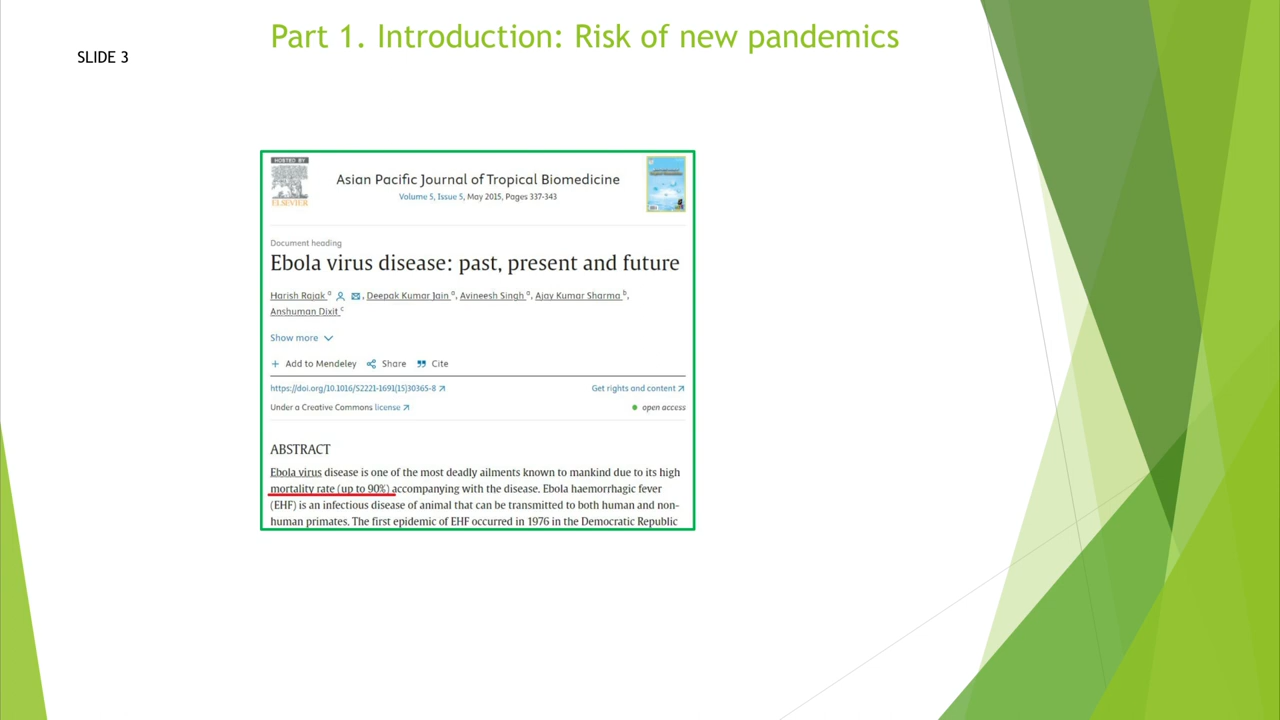 Part 1. Introduction: Risk of new pandemics
SLIDE 3
HOSTED BY
ELSEVIER
Asian Pacific Journal of Tropical Biomedicine
Volume 5, Issue 5, May 2015, Pages 337-343
Document heading
Ebola virus disease: past, present and future
Harish Rajak a, Deepak Kumar Jain a, Avineesh Singh a, Ajay Kumar Sharma b,
Anshuman Dixit c
Show more
+ Add to Mendeley Share Cite
https://doi.org/10.1016/S2221-1691(15)30365-8 Get rights and content
Under a Creative Commons license open access
ABSTRACT
Ebola virus disease is one of the most deadly ailments known to mankind due to its high
mortality rate (up to 90%) accompanying with the disease. Ebola haemorrhagic fever
(EHF) is an infectious disease of animal that can be transmitted to both human and non-
human primates. The first epidemic of EHF occurred in 1976 in the Democratic Republic